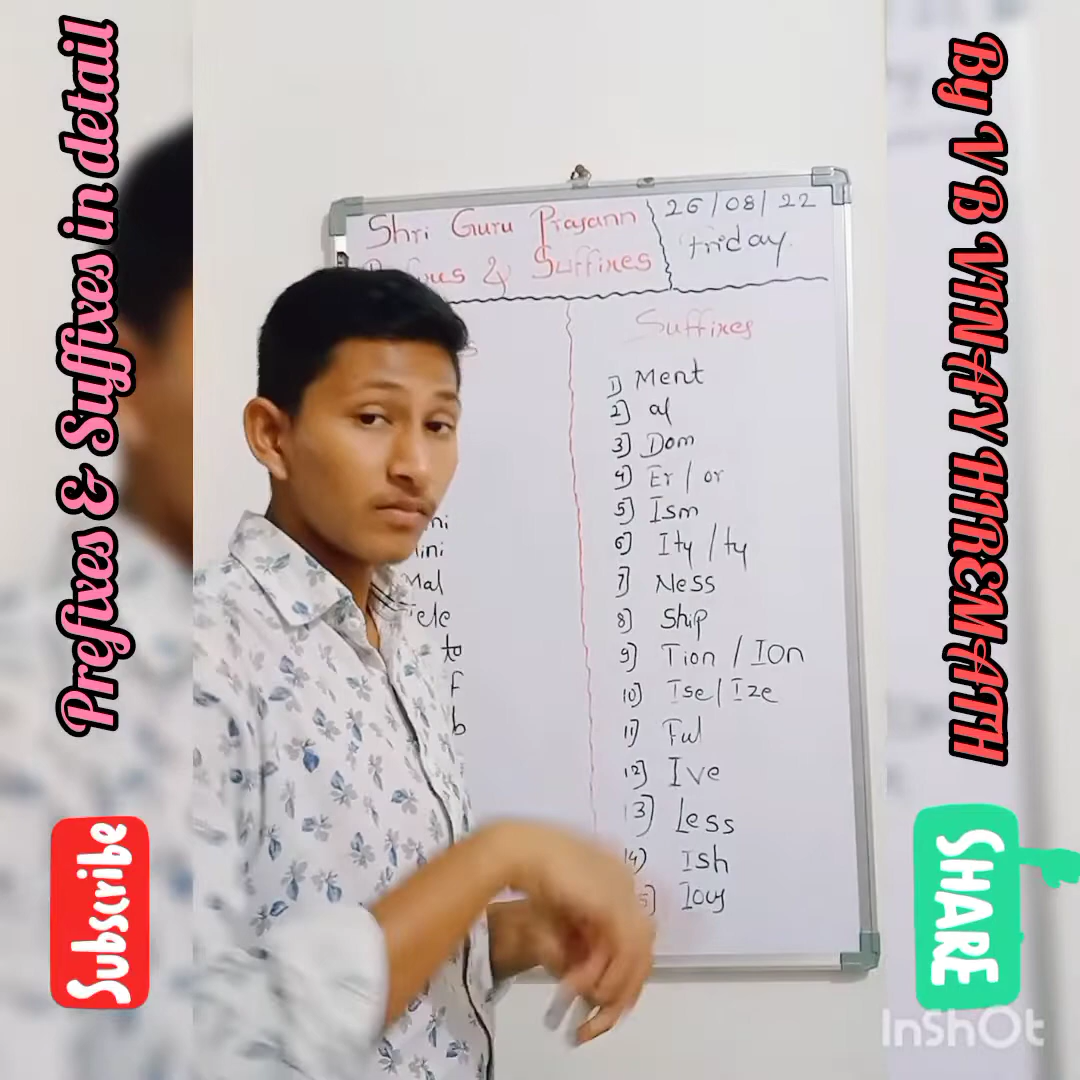 Prefixes & Suffixes in detail
Subscribe
Shri Guru Prasann
& Suffixes
26/08/22
Friday
Suffixes
1) Ment
2) al
3) Dom
4) Er / or
5) Ism
6) Ity / ty
7) Ness
8) Ship
9) Tion / Ion
10) Ise / Ize
11) Ful
12) Ive
13) Less
14) Ish
Ious
Mal
By V B VINAY HIREMATH
SHARE
InShOt